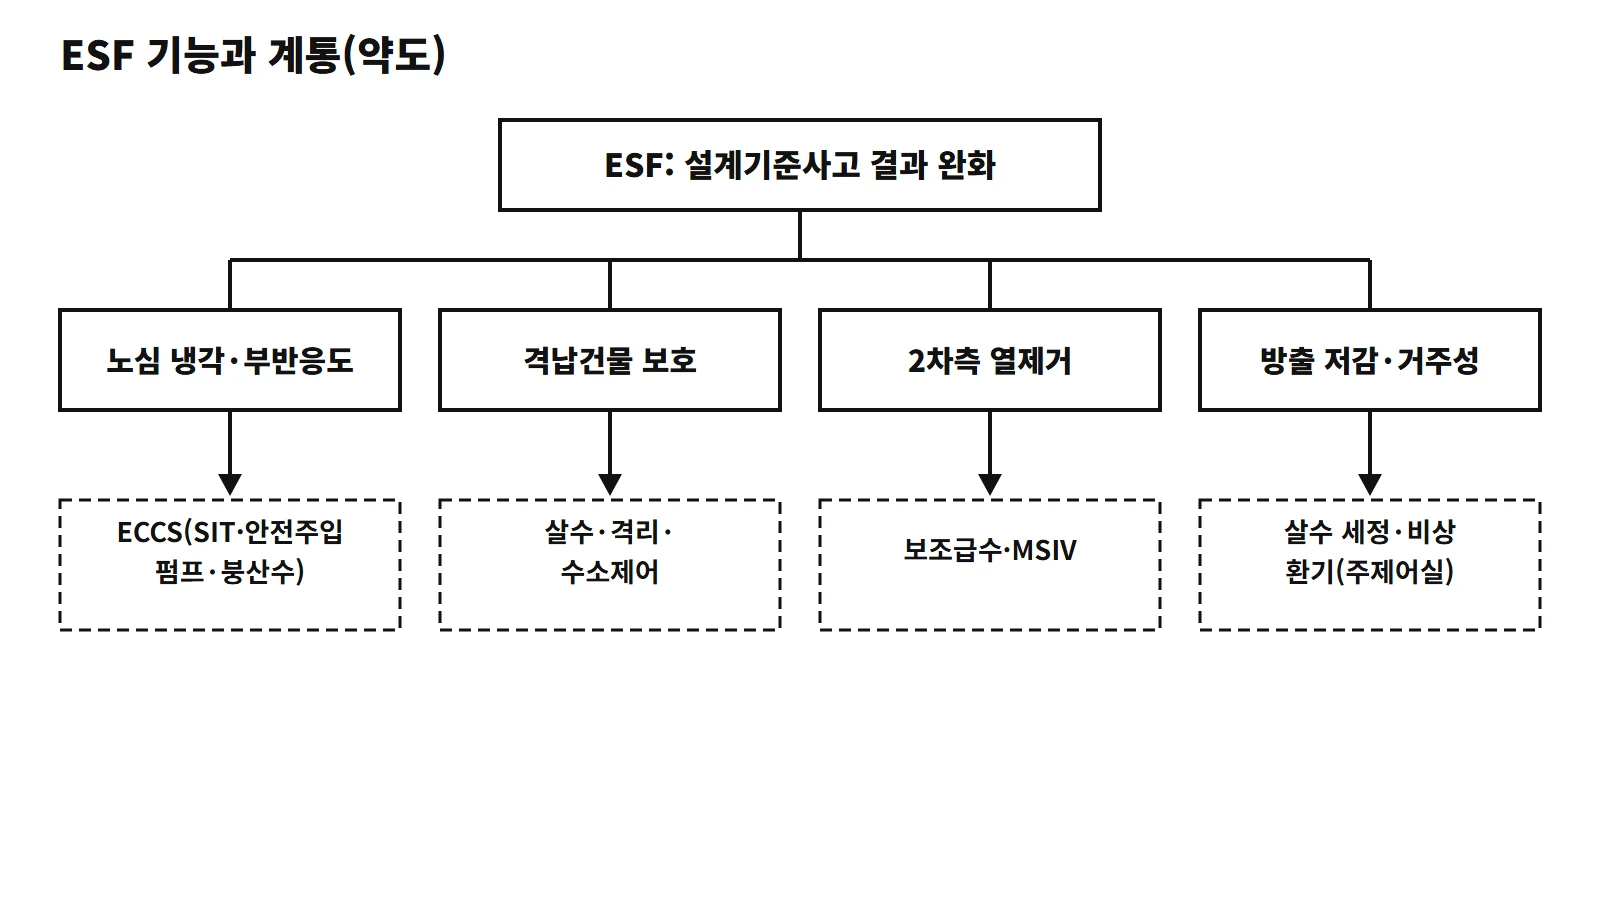 ESF 기능과 계통(약도)
ESF: 설계기준사고 결과 완화
노심 냉각·부반응도
격납건물 보호
2차측 열제거
방출 저감·거주성
ECCS(SIT·안전주입
펌프·붕산수)
살수·격리·
수소제어
보조급수·MSIV
살수 세정·비상
환기(주제어실)